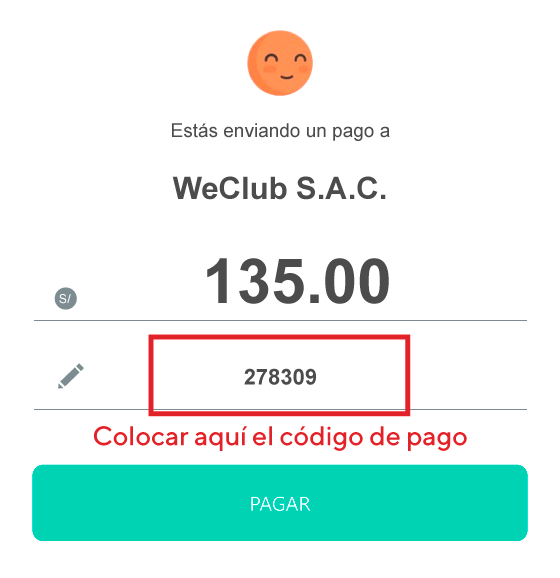 Estás enviando un pago a
WeClub S.A.C.
S/ 135.00
278309
Colocar aquí el código de pago
PAGAR